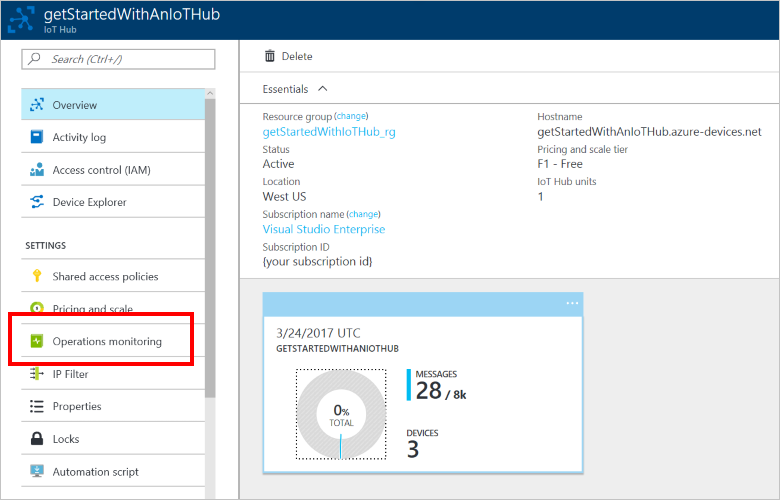 getStartedWithAnIoTHub
IoT Hub
Search (Ctrl+/)
Overview
Activity log
Access control (IAM)
Device Explorer
SETTINGS
Shared access policies
Pricing and scale
Operations monitoring
IP Filter
Properties
Locks
Automation script
Delete
Essentials
Resource group (change)
getStartedWithIoTHub_rg
Status
Active
Location
West US
Subscription name (change)
Visual Studio Enterprise
Subscription ID
{your subscription id}
Hostname
getStartedWithAnIoTHub.azure-devices.net
Pricing and scale tier
F1 - Free
IoT Hub units
1
3/24/2017 UTC
GETSTARTEDWITHANIOTHUB
0%
TOTAL
MESSAGES
28 / 8k
DEVICES
3